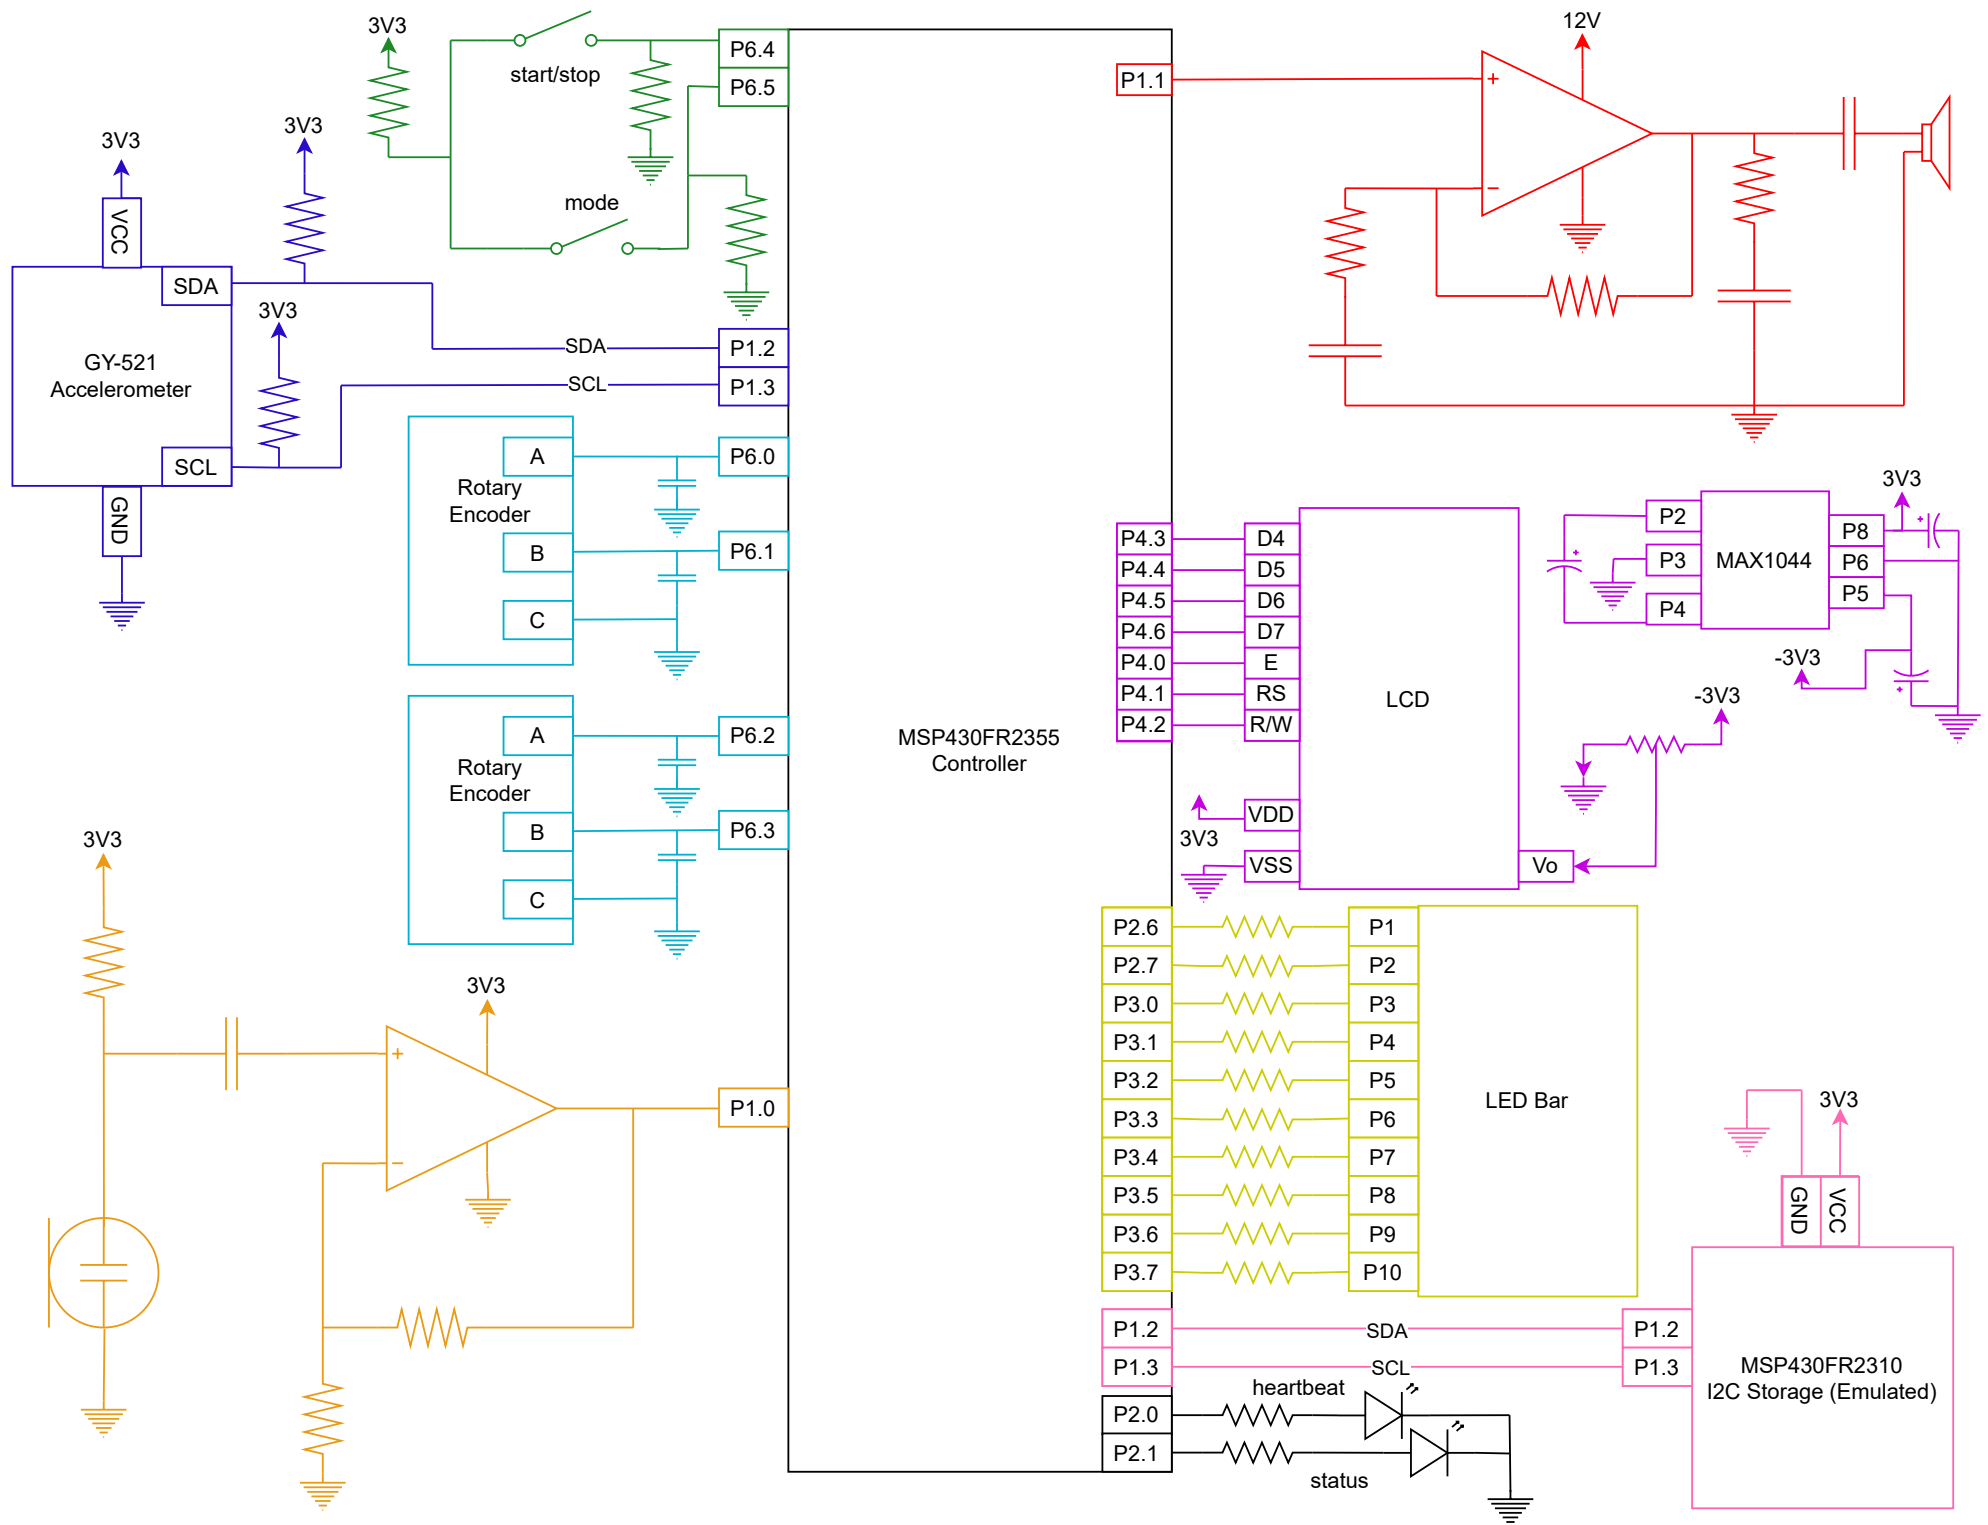 3V3
start/stop
P6.4
P6.5
mode
3V3
3V3
VCC
SDA
GY-521
Accelerometer
3V3
SCL
GND
SDA
P1.2
SCL
P1.3
A
Rotary
Encoder
B
C
P6.0
P6.1
A
Rotary
Encoder
B
C
P6.2
P6.3
3V3
3V3
+
−
P1.0
MSP430FR2355
Controller
12V
P1.1
+
−
P4.3
D4
P4.4
D5
P4.5
D6
P4.6
D7
P4.0
E
P4.1
RS
P4.2
R/W
LCD
VDD
3V3
VSS
Vo
3V3
P2
P3
P4
MAX1044
P8
P6
P5
+
+
+
-3V3
-3V3
P2.6
P1
P2.7
P2
P3.0
P3
P3.1
P4
P3.2
P5
P3.3
P6
P3.4
P7
P3.5
P8
P3.6
P9
P3.7
P10
LED Bar
3V3
GND
VCC
P1.2
SDA
P1.2
P1.3
SCL
P1.3
MSP430FR2310
I2C Storage (Emulated)
heartbeat
P2.0
P2.1
status